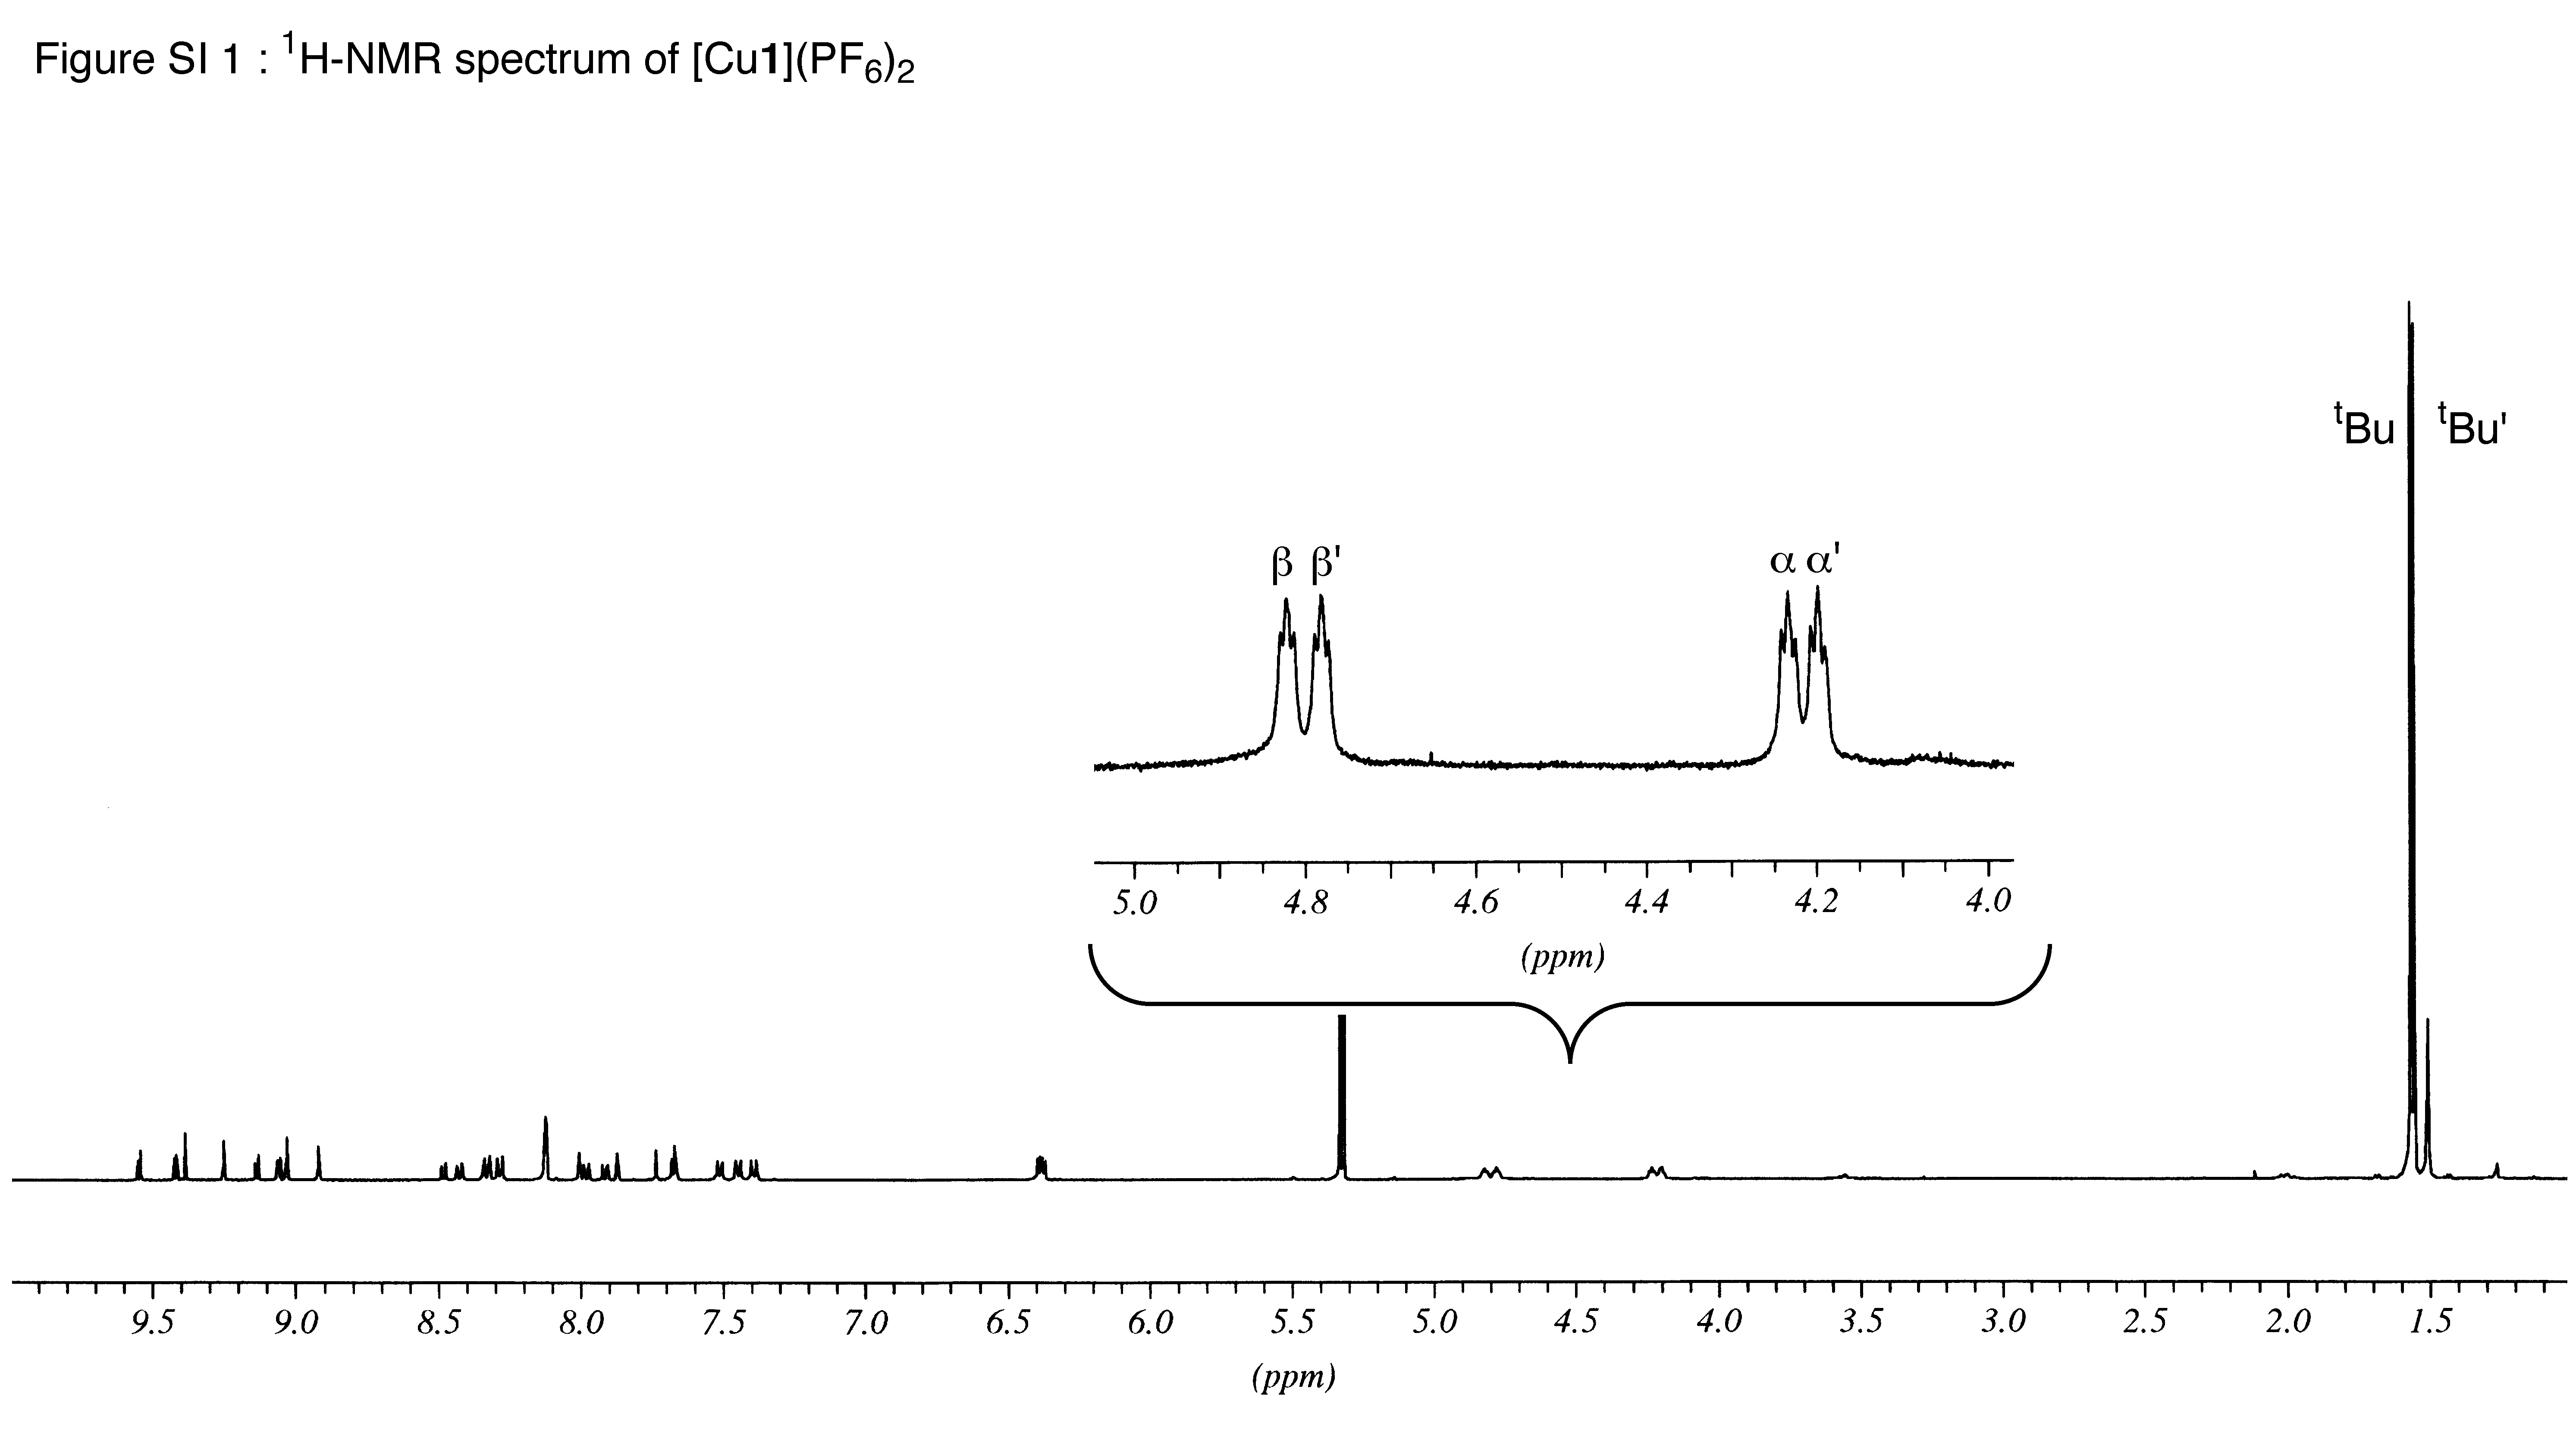 Figure SI 1 : ¹H-NMR spectrum of [Cu1](PF₆)₂
ᵗBu ᵗBu'
β β' α α'
5.0 4.8 4.6 4.4 4.2 4.0
(ppm)
9.5 9.0 8.5 8.0 7.5 7.0 6.5 6.0 5.5 5.0 4.5 4.0 3.5 3.0 2.5 2.0 1.5
(ppm)